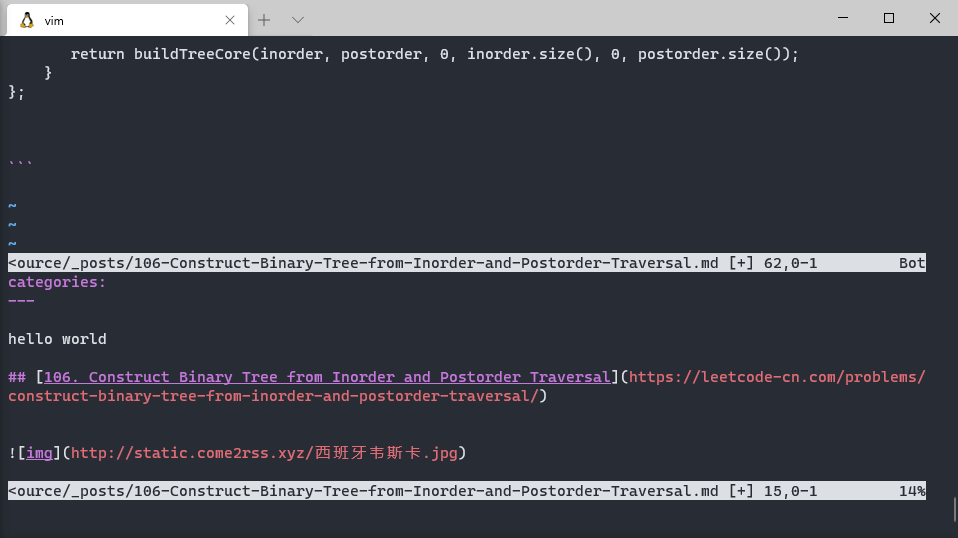 vim
return buildTreeCore(inorder, postorder, 0, inorder.size(), 0, postorder.size());
}
};
```
~
~
~
<ource/_posts/106-Construct-Binary-Tree-from-Inorder-and-Postorder-Traversal.md [+] 62,0-1 Bot
categories:
---
hello world
## [106. Construct Binary Tree from Inorder and Postorder Traversal](https://leetcode-cn.com/problems/
construct-binary-tree-from-inorder-and-postorder-traversal/)
![img](http://static.come2rss.xyz/西班牙韦斯卡.jpg)
<ource/_posts/106-Construct-Binary-Tree-from-Inorder-and-Postorder-Traversal.md [+] 15,0-1 14%